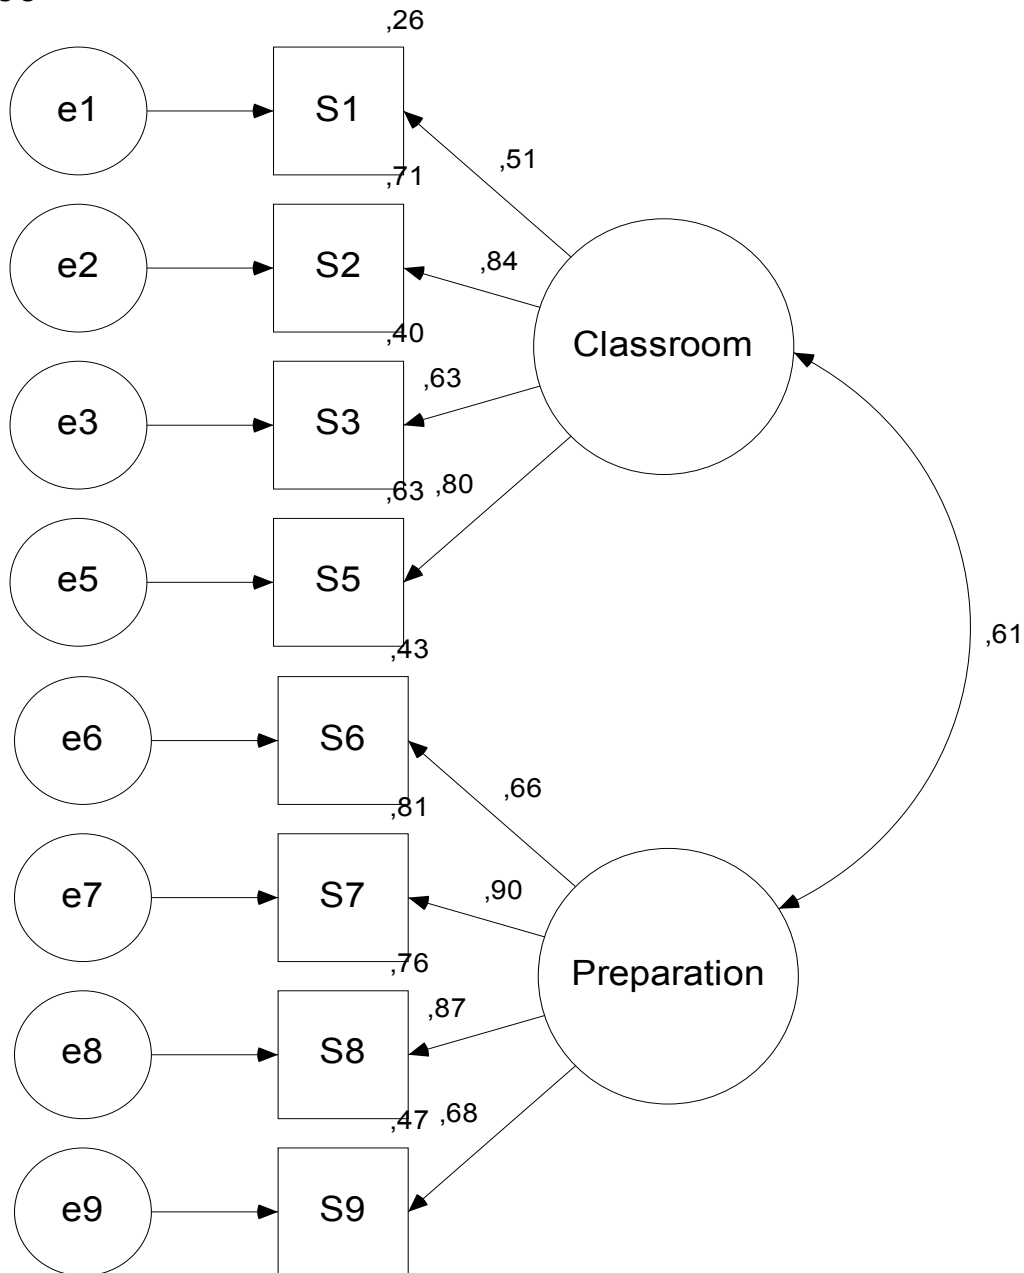 ,26
e1 S1
,51
,71
e2 S2 ,84
Classroom
,40
e3 S3 ,63
,63 ,80
e5 S5
,61
,43
e6 S6
,66
,81
e7 S7 ,90
Preparation
,76
e8 S8 ,87
,47 ,68
e9 S9